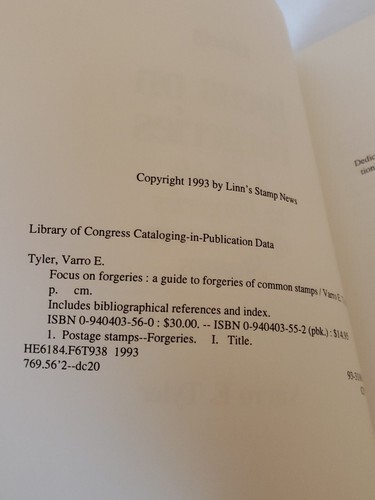 Copyright 1993 by Linn's Stamp News
Library of Congress Cataloging-in-Publication Data
Tyler, Varro E.
Focus on forgeries : a guide to forgeries of common stamps / Varro E.
p. cm.
Includes bibliographical references and index.
ISBN 0-940403-56-0 : $30.00. -- ISBN 0-940403-55-2 (pbk.) : $14.95
1. Postage stamps--Forgeries. I. Title.
HE6184.F6T938 1993
769.56'2--dc20